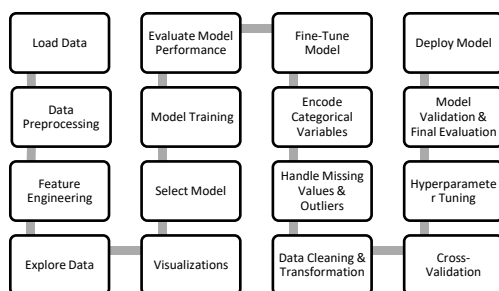 Load Data
Data
Preprocessing
Feature
Engineering
Explore Data
Visualizations
Select Model
Model Training
Evaluate Model
Performance
Fine-Tune
Model
Encode
Categorical
Variables
Handle Missing
Values &
Outliers
Data Cleaning &
Transformation
Cross-
Validation
Hyperparamete
r Tuning
Model
Validation &
Final Evaluation
Deploy Model